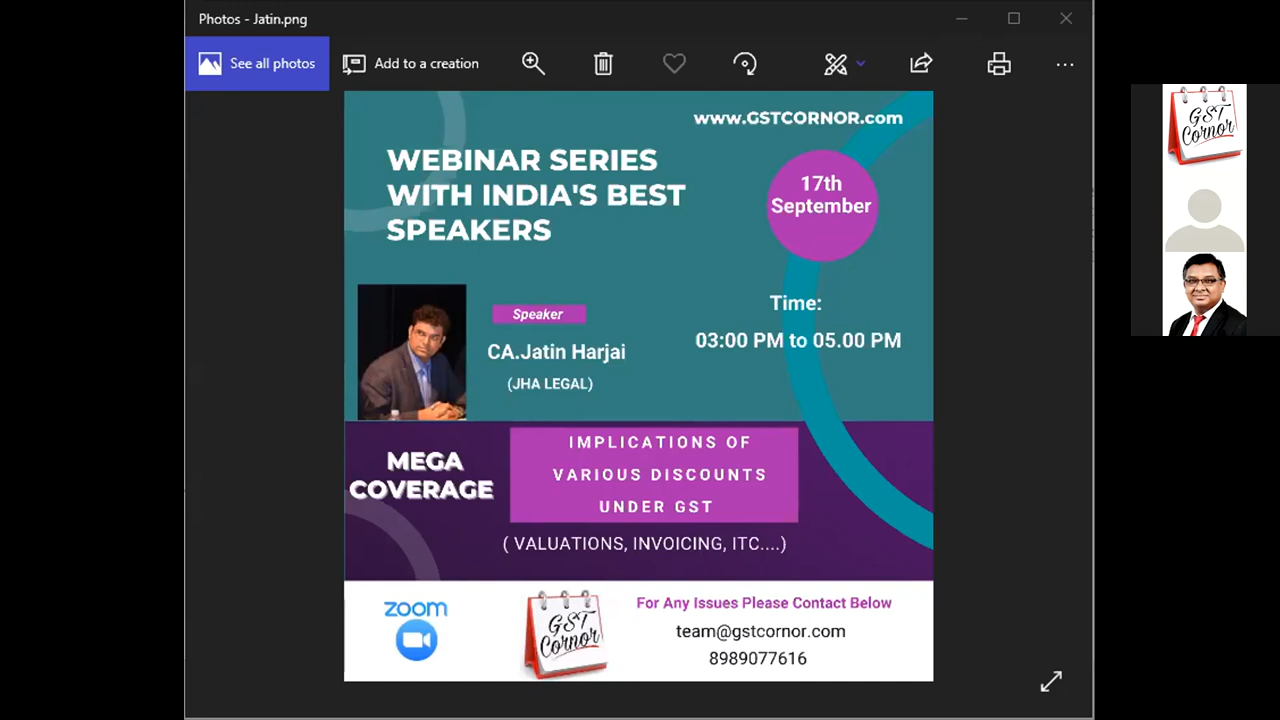 Photos - Jatin.png
See all photos
Add to a creation
www.GSTCORNOR.com
WEBINAR SERIES
WITH INDIA'S BEST
SPEAKERS
17th
September
Time:
03:00 PM to 05.00 PM
Speaker
CA.Jatin Harjai
(JHA LEGAL)
MEGA
COVERAGE
IMPLICATIONS OF
VARIOUS DISCOUNTS
UNDER GST
( VALUATIONS, INVOICING, ITC....)
zoom
GST
Cornor
For Any Issues Please Contact Below
team@gstcornor.com
8989077616
GST
Cornor